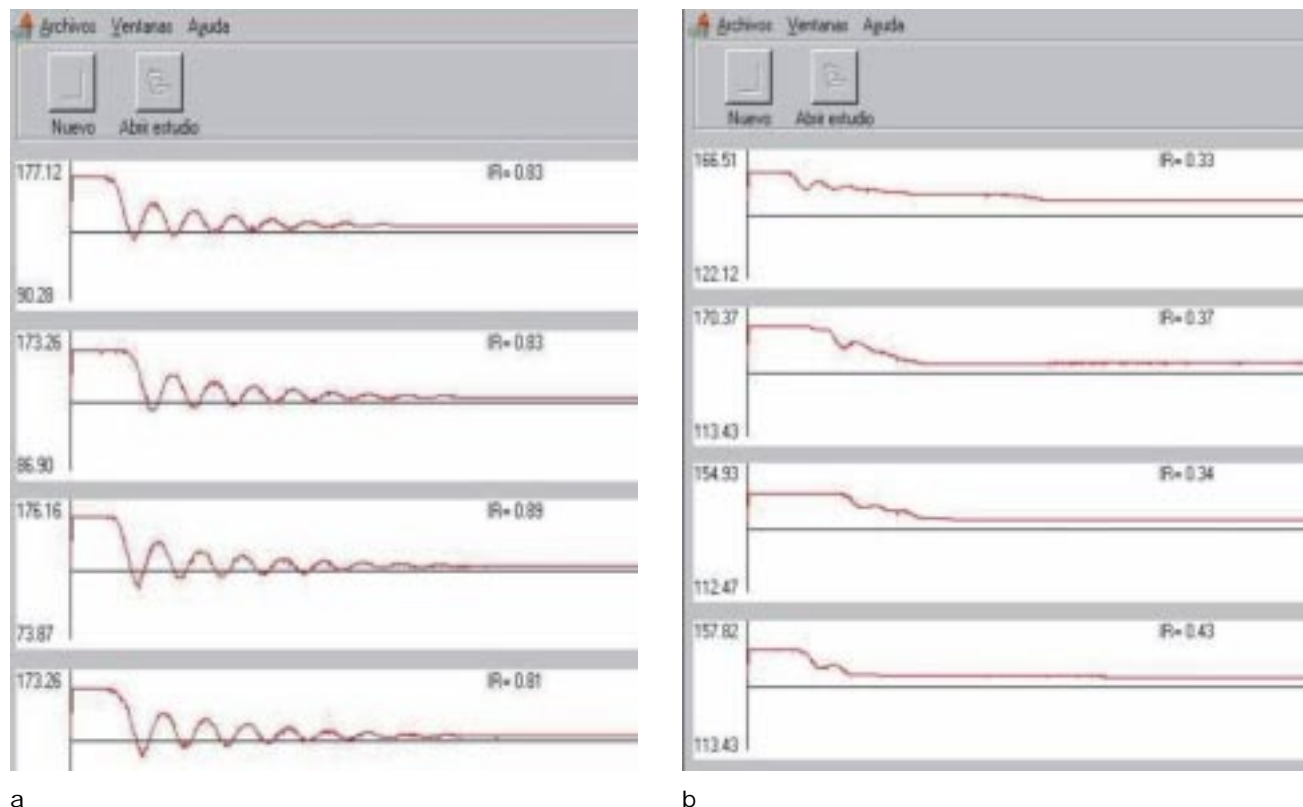 Archivos Ventanas Ayuda
Nuevo Abrir estudio
177.12
IR= 0.83
90.28
173.26
IR= 0.83
86.90
176.16
IR= 0.89
73.87
173.26
IR= 0.81
a
Archivos Ventanas Ayuda
Nuevo Abrir estudio
166.51
IR= 0.33
122.12
170.37
IR= 0.37
113.43
154.93
IR= 0.34
112.47
157.82
IR= 0.43
113.43
b